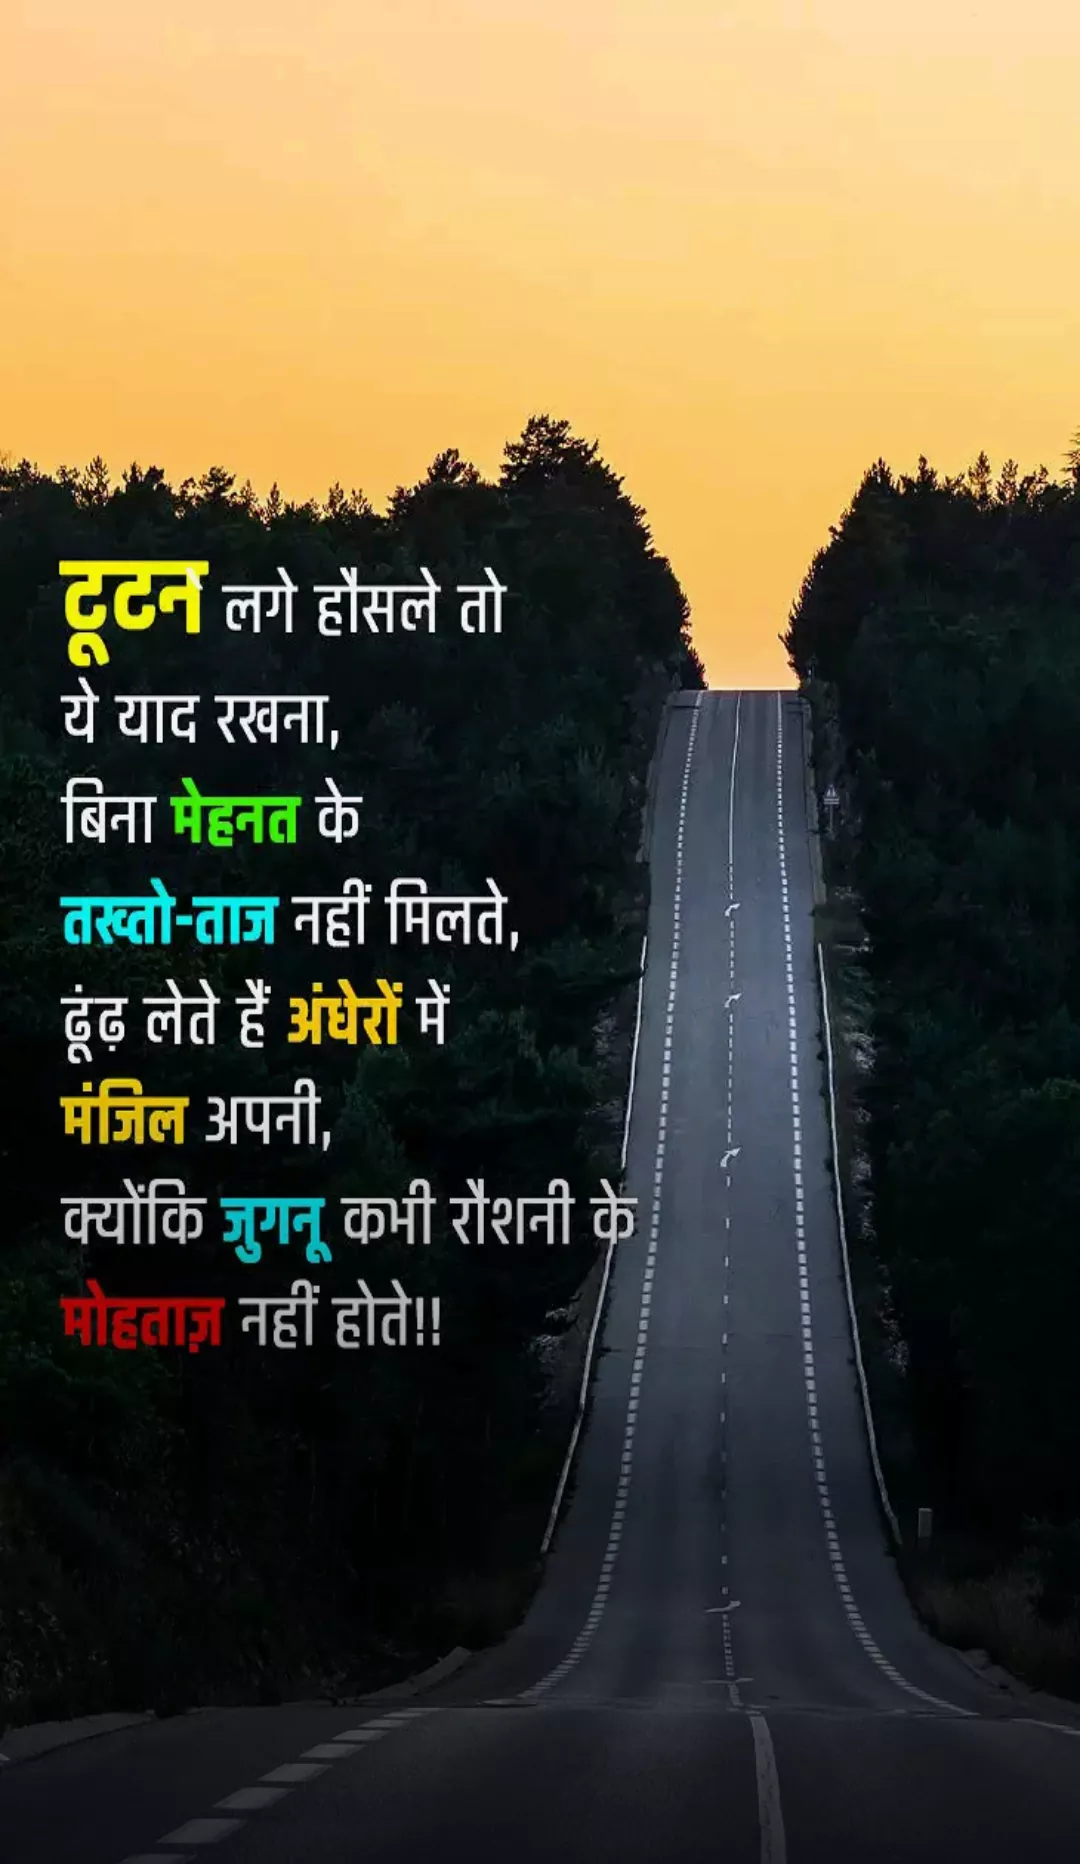 टूटने लगे हौसले तो
ये याद रखना,
बिना मेहनत के
तख्तो-ताज नहीं मिलते,
ढूंढ़ लेते हैं अंधेरों में
मंजिल अपनी,
क्योंकि जुगनू कभी रौशनी के
मोहताज़ नहीं होते!!